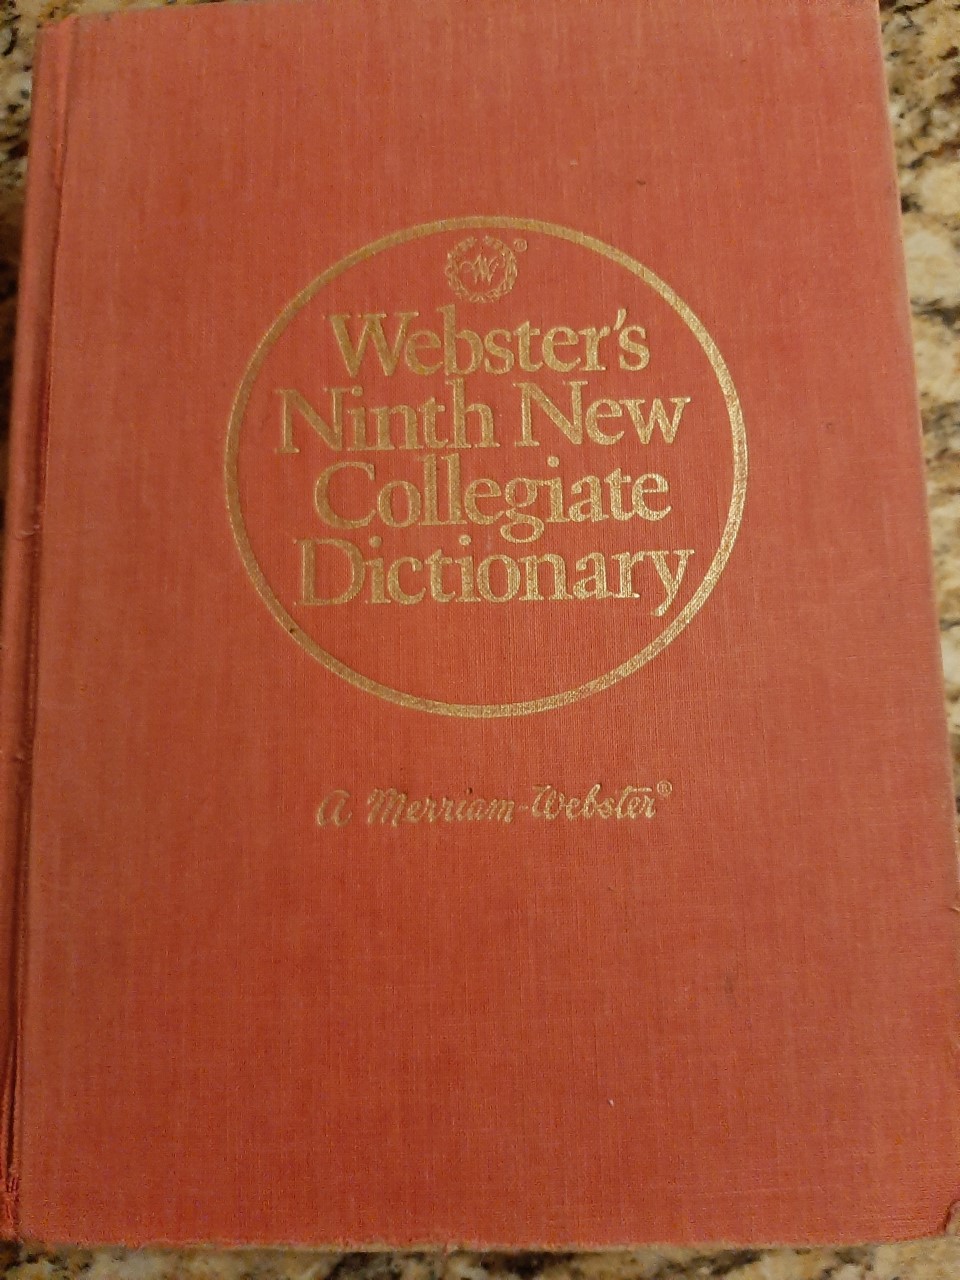 W®
Webster's
Ninth New
Collegiate
Dictionary
A Merriam-Webster®